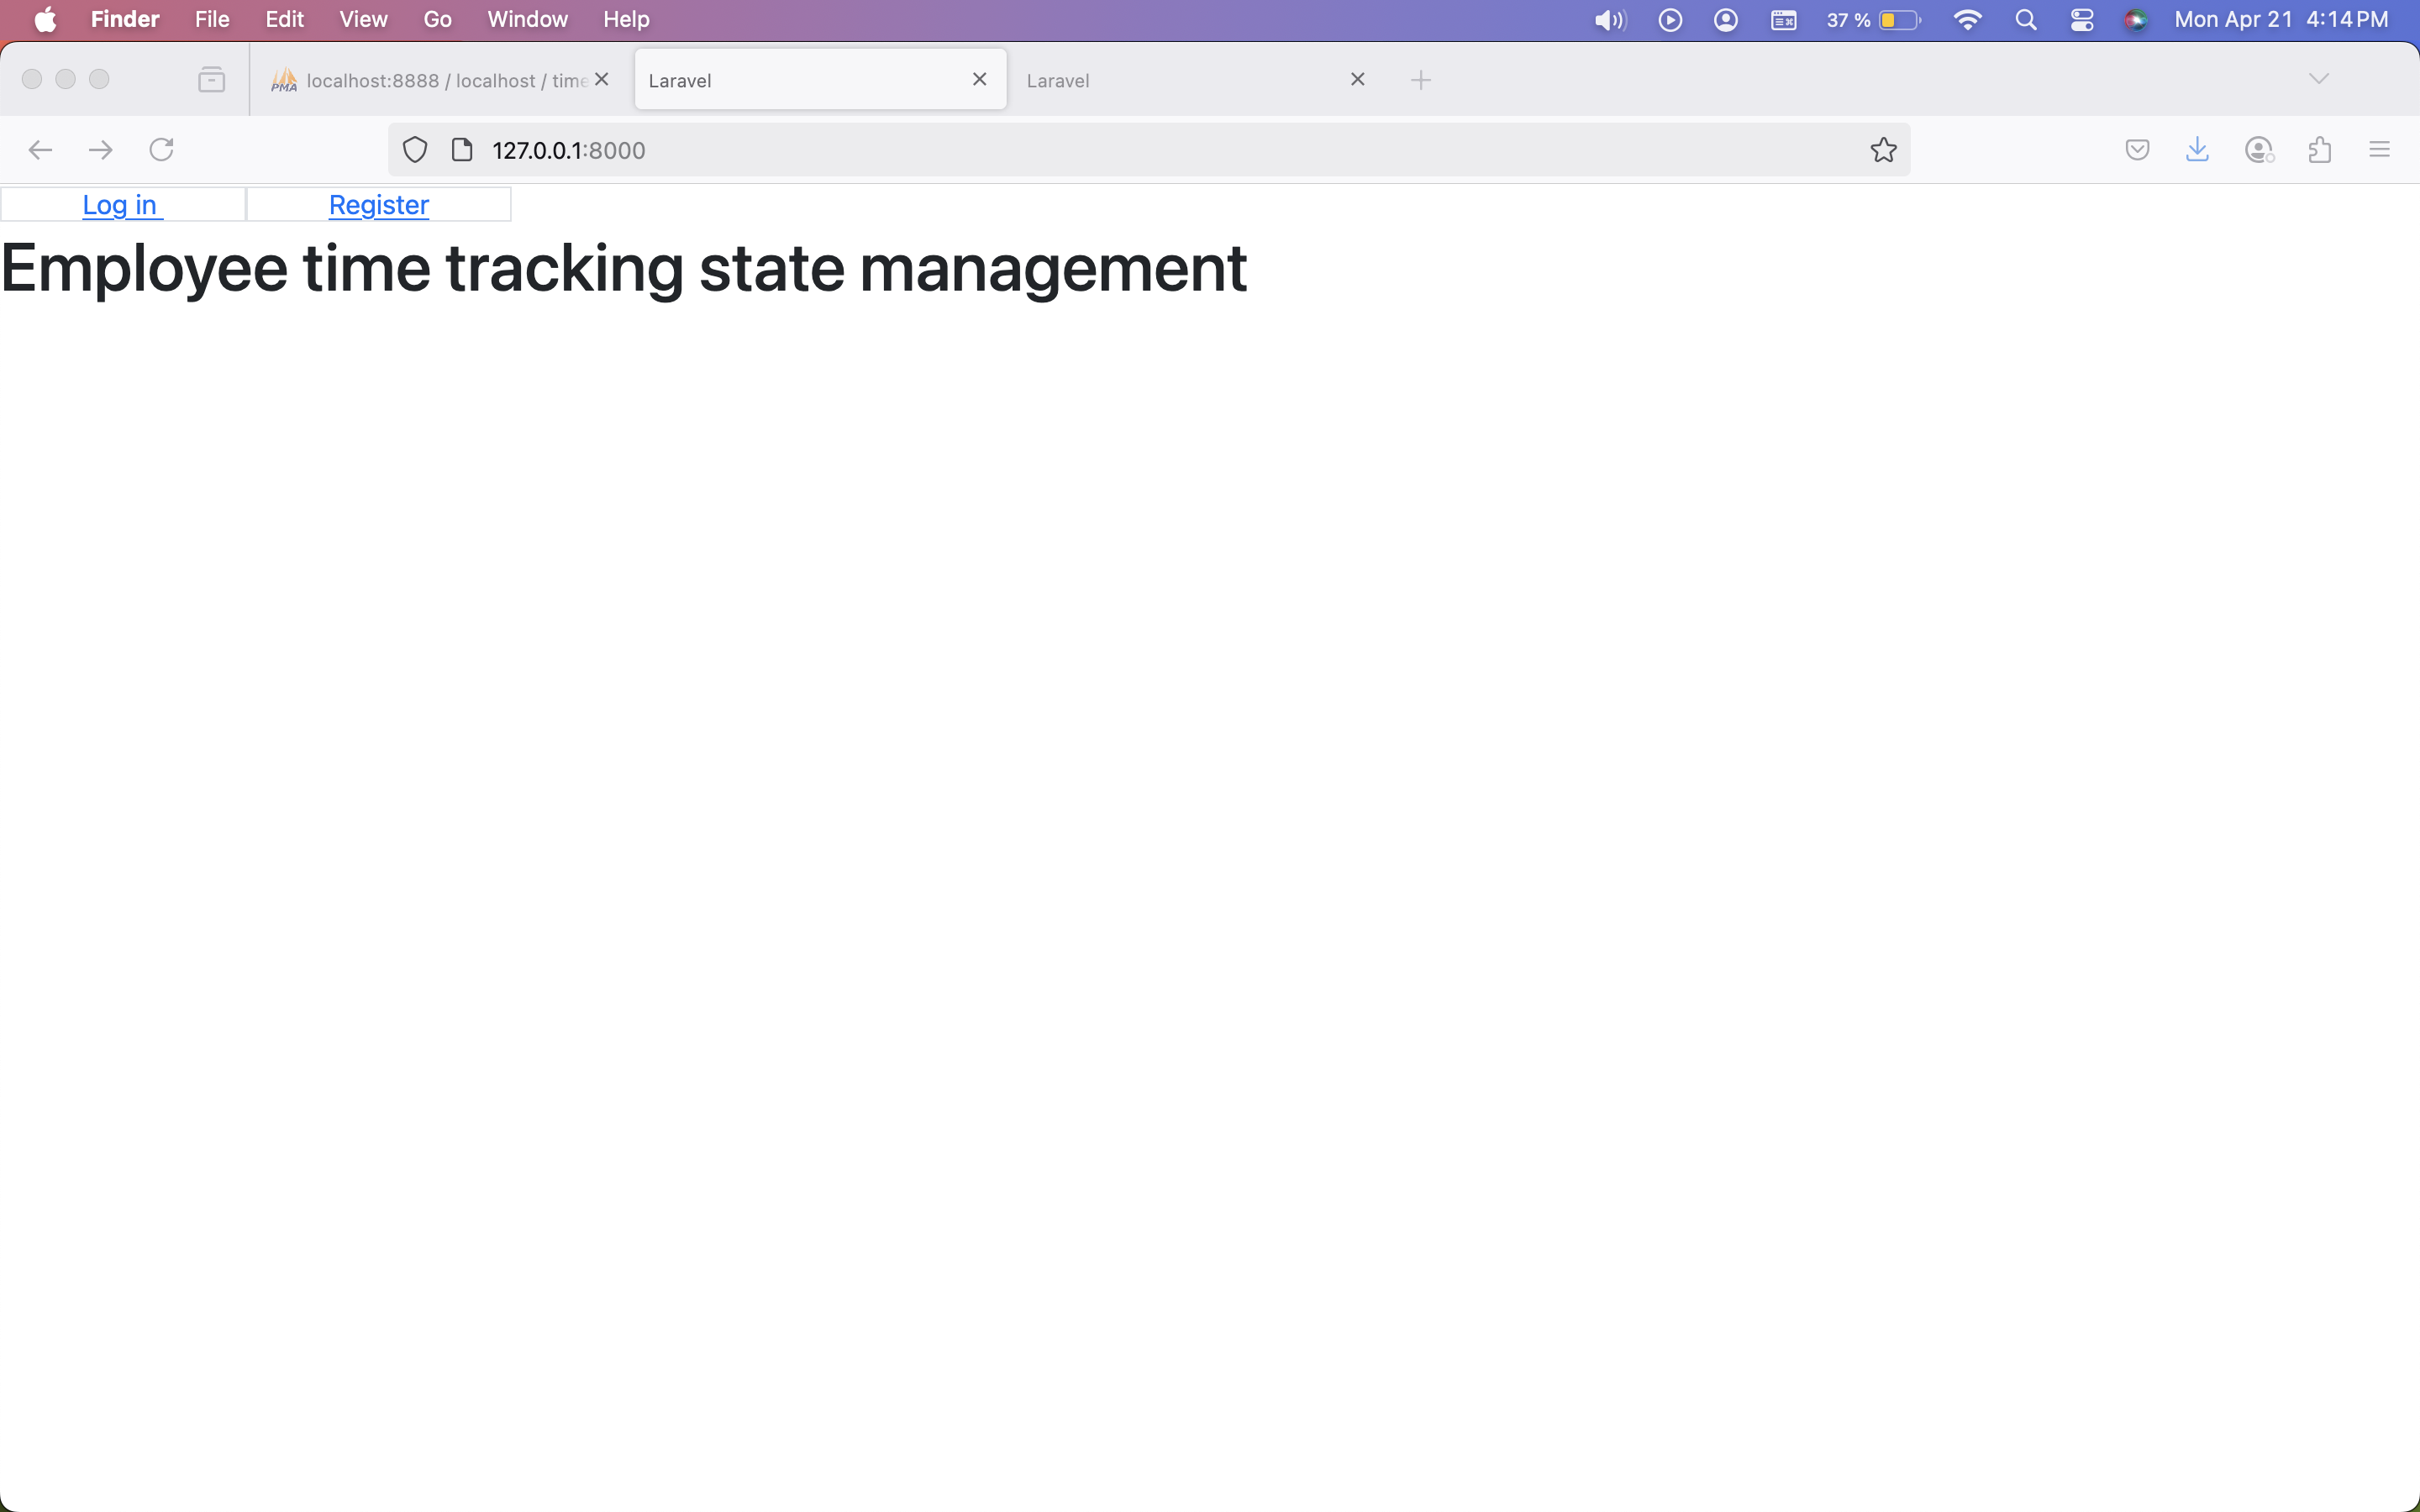 Finder File Edit View Go Window Help 37 % Mon Apr 21 4:14 PM
PMA localhost:8888 / localhost / time Laravel Laravel
127.0.0.1:8000
Log in Register
Employee time tracking state management